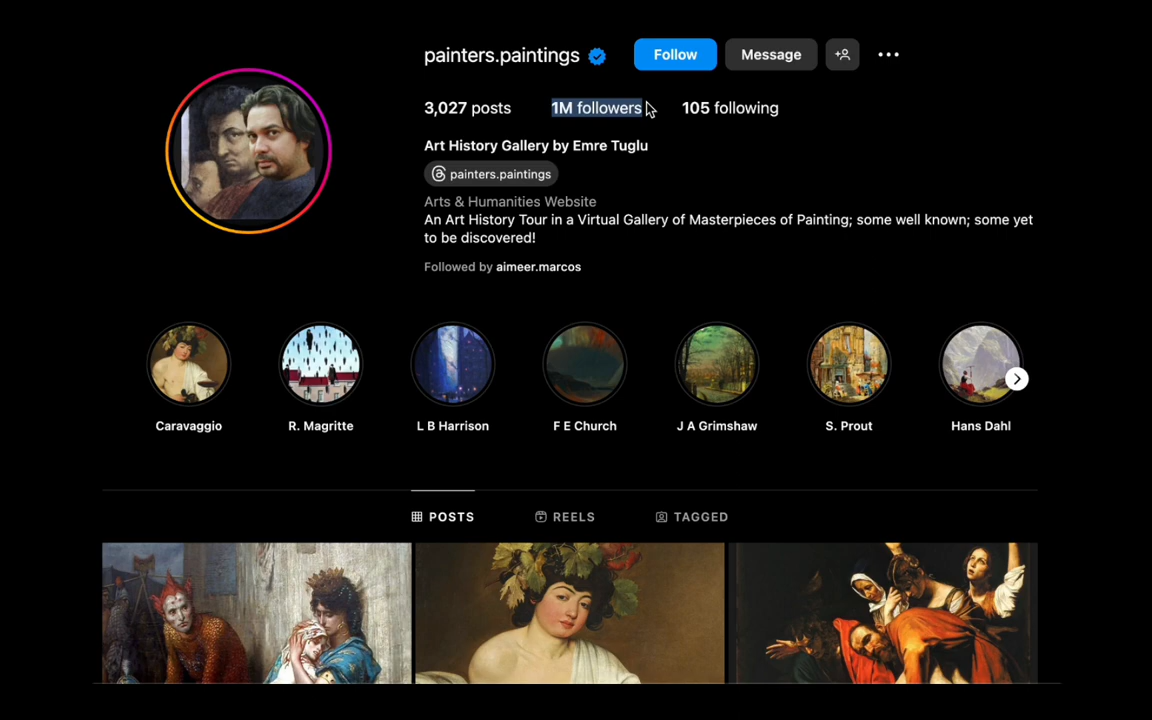 painters.paintings Follow Message
3,027 posts 1M followers 105 following
Art History Gallery by Emre Tuglu
painters.paintings
Arts & Humanities Website
An Art History Tour in a Virtual Gallery of Masterpieces of Painting; some well known; some yet
to be discovered!
Followed by aimeer.marcos
Caravaggio R. Magritte L B Harrison F E Church J A Grimshaw S. Prout Hans Dahl
POSTS REELS TAGGED